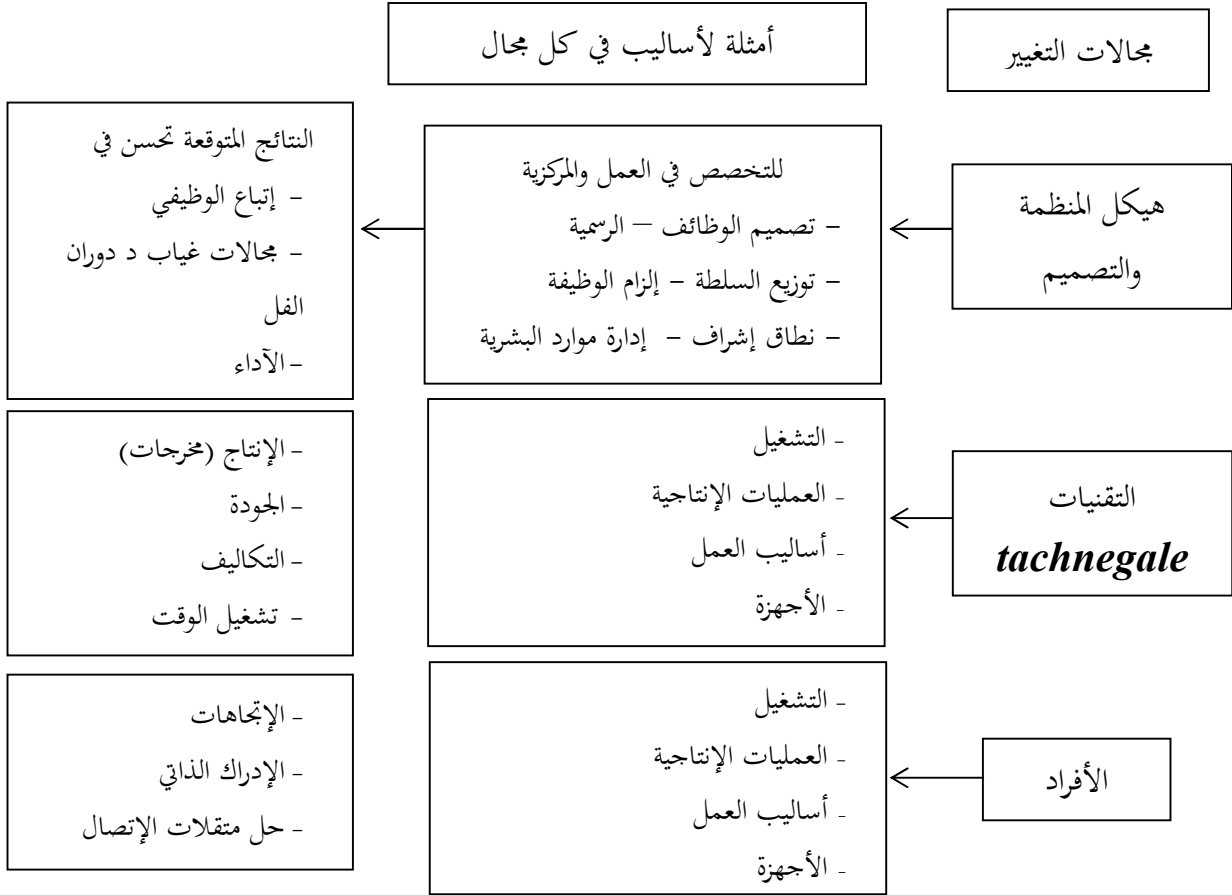 مجالات التغيير
أمثلة لأساليب في كل مجال
هيكل المنظمة
والتصميم
للتخصص في العمل والمركزية
– تصميم الوظائف – الرسمية
– توزيع السلطة – إلزام الوظيفة
– نطاق إشراف – إدارة موارد البشرية
النتائج المتوقعة تحسن في
– إتباع الوظيفي
– مجالات غياب د دوران
الفل
–الآداء
التقنيات
tachnegale
- التشغيل
- العمليات الإنتاجية
- أساليب العمل
- الأجهزة
–الإنتاج (مخرجات)
–الجودة
–التكاليف
– تشغيل الوقت
الأفراد
- التشغيل
- العمليات الإنتاجية
- أساليب العمل
- الأجهزة
–الإتجاهات
–الإدراك الذاتي
–حل متقلات الإتصال